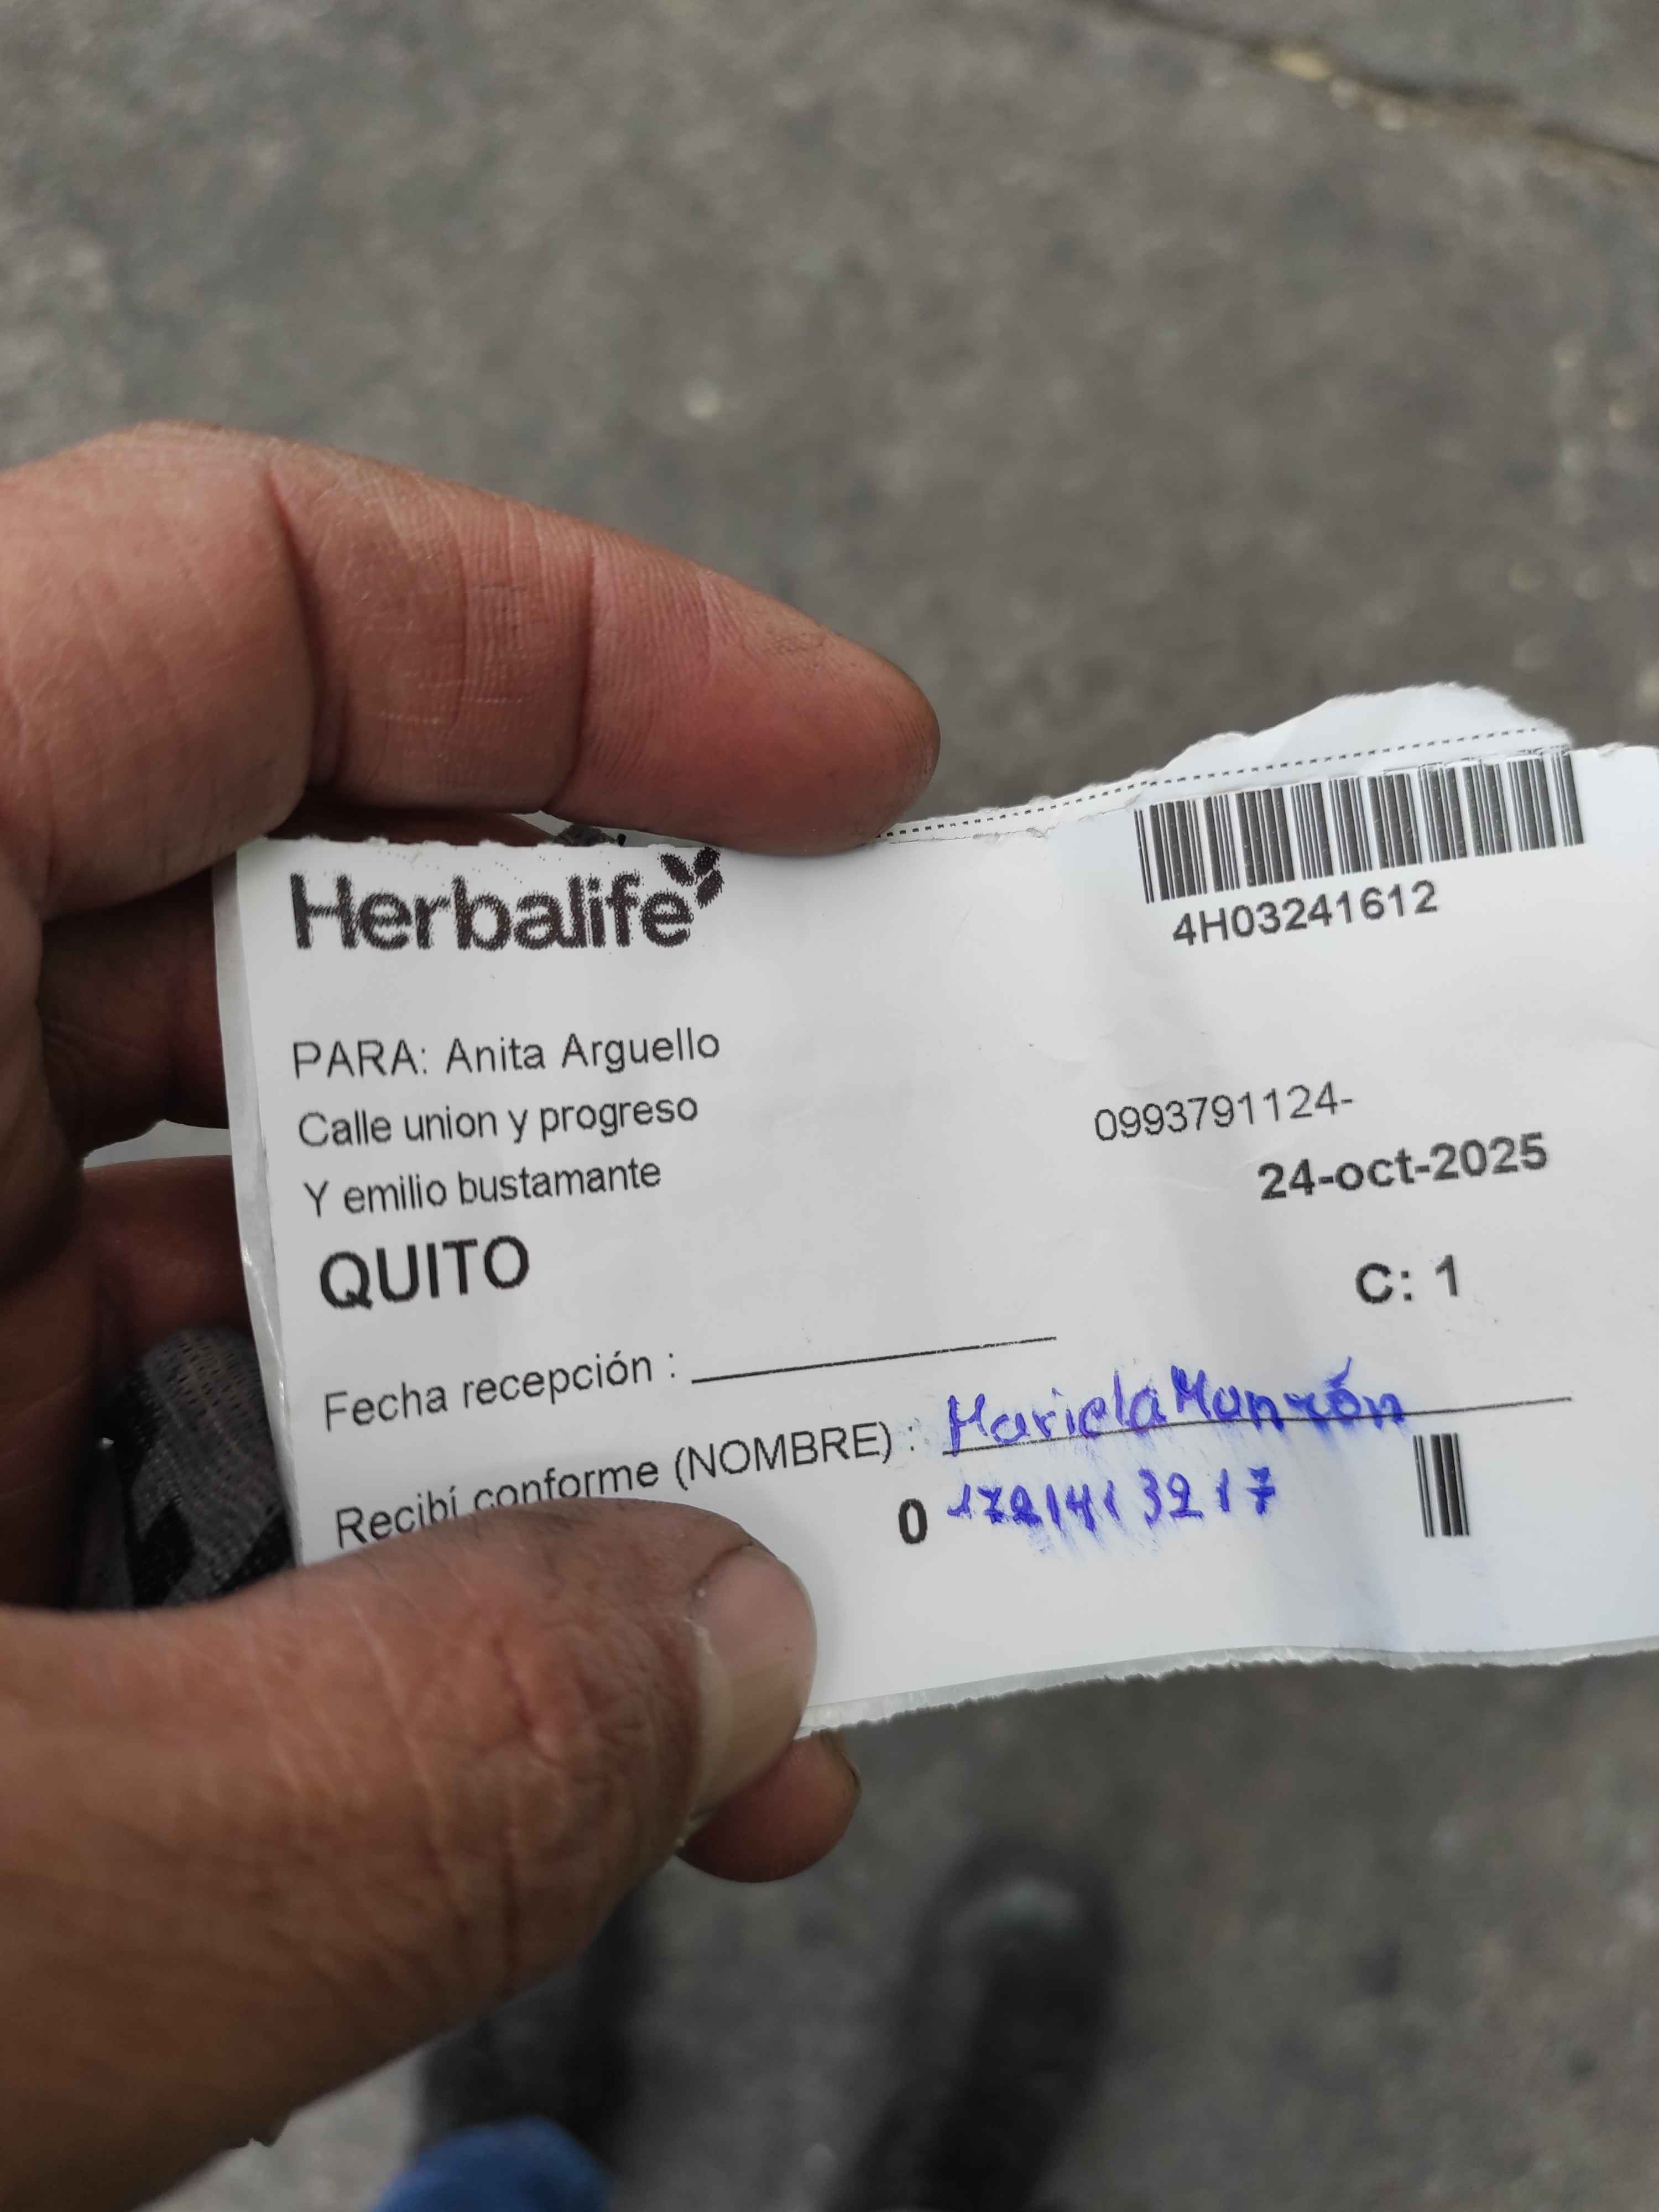 Herbalife
4H03241612
PARA: Anita Arguello
Calle union y progreso
0993791124-
Y emilio bustamante
24-oct-2025
QUITO
C: 1
Fecha recepción :
Recibí conforme (NOMBRE) : Mariela Monzón
0